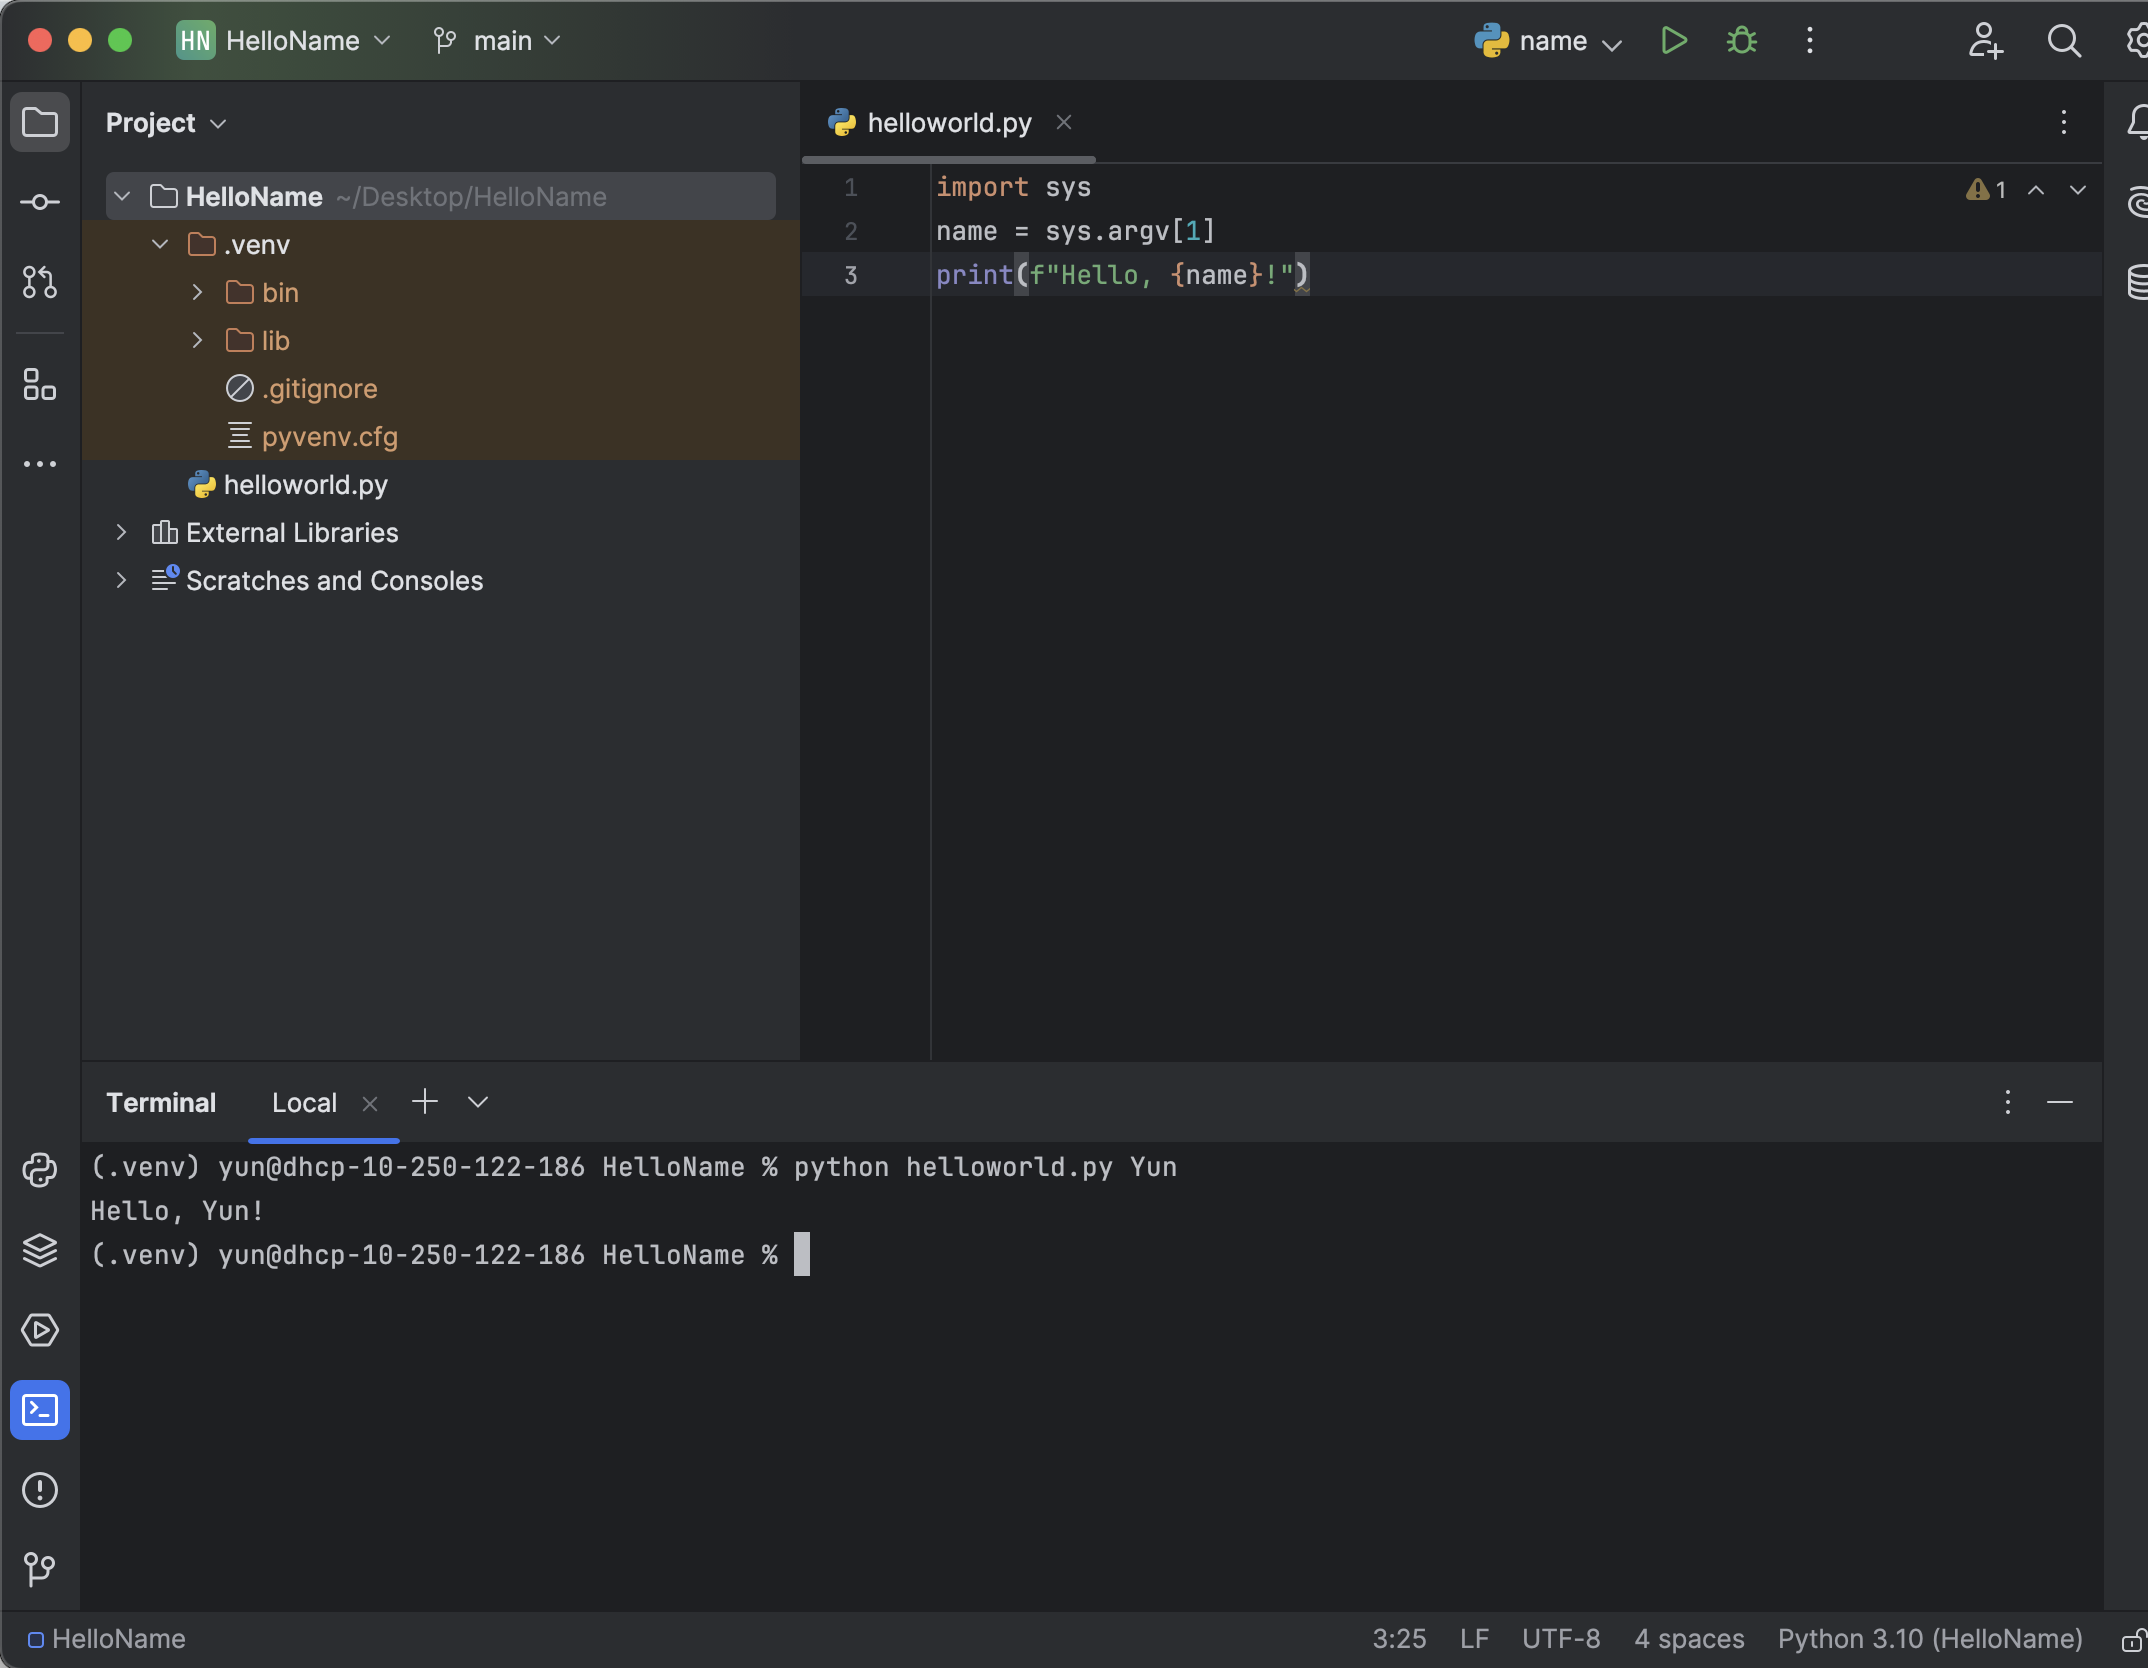 HN HelloName main name
Project
helloworld.py
HelloName ~/Desktop/HelloName
.venv
bin
lib
.gitignore
pyvenv.cfg
helloworld.py
External Libraries
Scratches and Consoles
1 import sys
2 name = sys.argv[1]
3 print(f"Hello, {name}!")
1
Terminal Local
(.venv) yun@dhcp-10-250-122-186 HelloName % python helloworld.py Yun
Hello, Yun!
(.venv) yun@dhcp-10-250-122-186 HelloName %
HelloName 3:25 LF UTF-8 4 spaces Python 3.10 (HelloName)